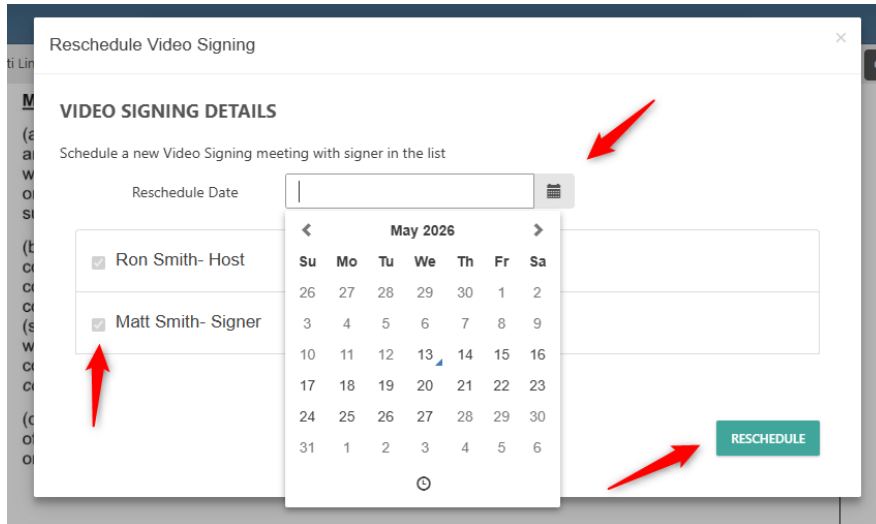 Reschedule Video Signing
×
ti Lin
VIDEO SIGNING DETAILS
Schedule a new Video Signing meeting with signer in the list
Reschedule Date
May 2026
Su Mo Tu We Th Fr Sa
26 27 28 29 30 1 2
3 4 5 6 7 8 9
10 11 12 13 14 15 16
17 18 19 20 21 22 23
24 25 26 27 28 29 30
31 1 2 3 4 5 6
Ron Smith- Host
Matt Smith- Signer
RESCHEDULE